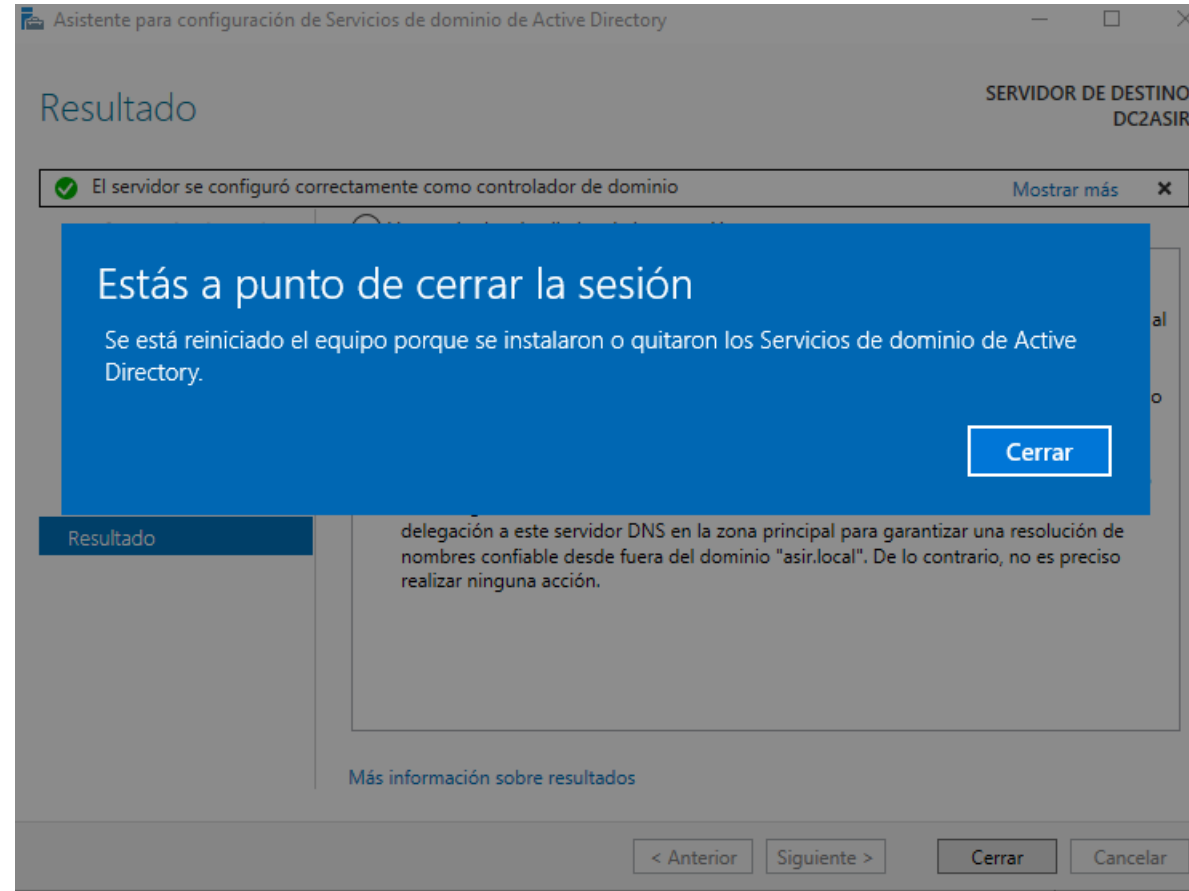 Asistente para configuración de Servicios de dominio de Active Directory
Resultado
SERVIDOR DE DESTINO
DC2ASIR
El servidor se configuró correctamente como controlador de dominio
Mostrar más
Estás a punto de cerrar la sesión
Se está reiniciado el equipo porque se instalaron o quitaron los Servicios de dominio de Active
Directory.
al
o
Cerrar
Resultado
delegación a este servidor DNS en la zona principal para garantizar una resolución de
nombres confiable desde fuera del dominio "asir.local". De lo contrario, no es preciso
realizar ninguna acción.
Más información sobre resultados
< Anterior
Siguiente >
Cerrar
Cancelar